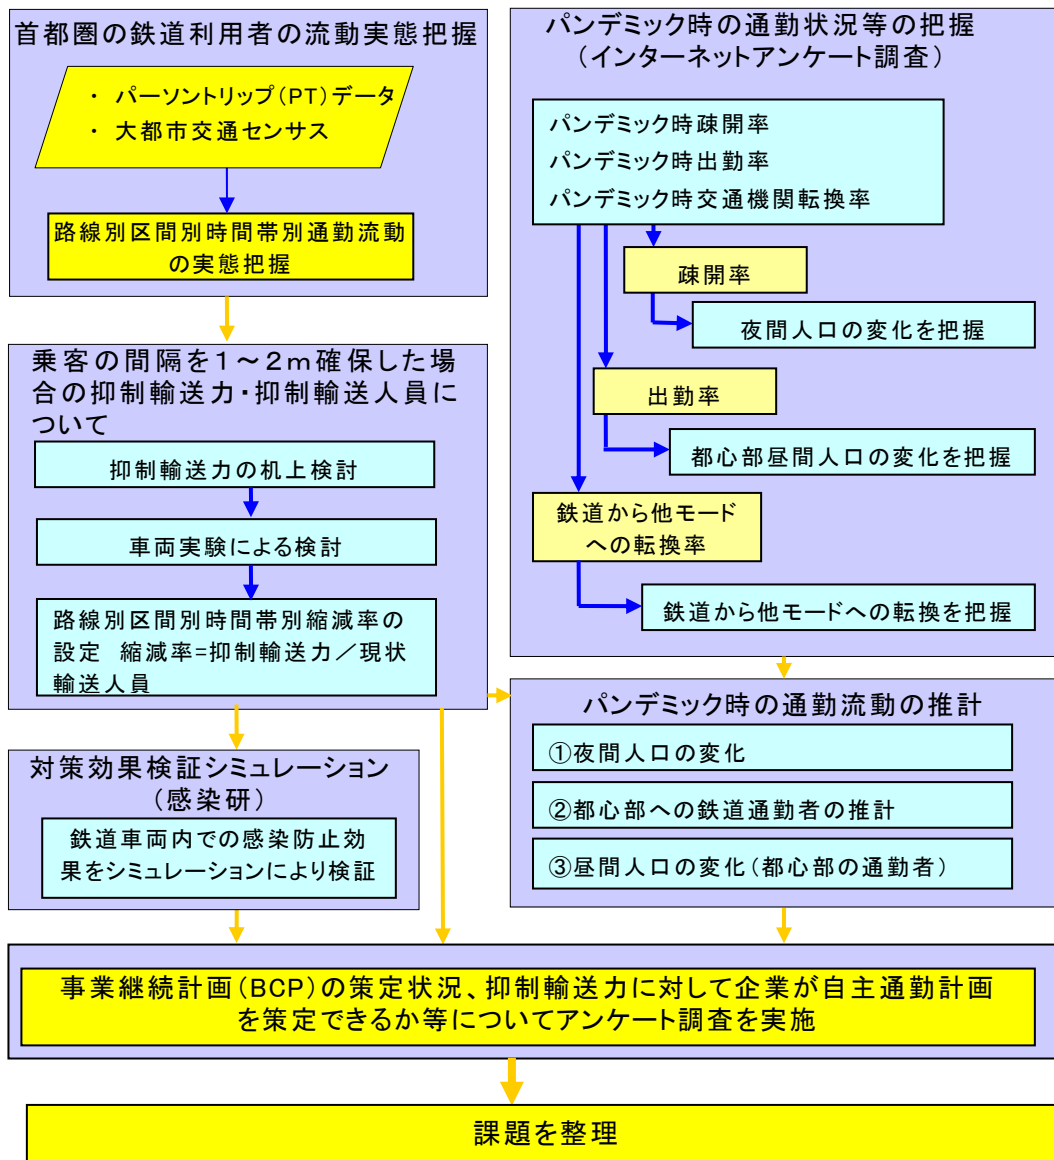 首都圏の鉄道利用者の流動実態把握
・ パーソントリップ(PT)データ
・ 大都市交通センサス
路線別区間別時間帯別通勤流動
の実態把握
乗客の間隔を1～2m確保した場
合の抑制輸送力・抑制輸送人員に
ついて
抑制輸送力の机上検討
車両実験による検討
路線別区間別時間帯別縮減率の
設定 縮減率=抑制輸送力／現状
輸送人員
対策効果検証シミュレーション
(感染研)
鉄道車両内での感染防止効
果をシミュレーションにより検証
パンデミック時の通勤状況等の把握
(インターネットアンケート調査)
パンデミック時疎開率
パンデミック時出勤率
パンデミック時交通機関転換率
疎開率
夜間人口の変化を把握
出勤率
都心部昼間人口の変化を把握
鉄道から他モード
への転換率
鉄道から他モードへの転換を把握
パンデミック時の通勤流動の推計
①夜間人口の変化
②都心部への鉄道通勤者の推計
③昼間人口の変化(都心部の通勤者)
事業継続計画(BCP)の策定状況、抑制輸送力に対して企業が自主通勤計画
を策定できるか等についてアンケート調査を実施
課題を整理